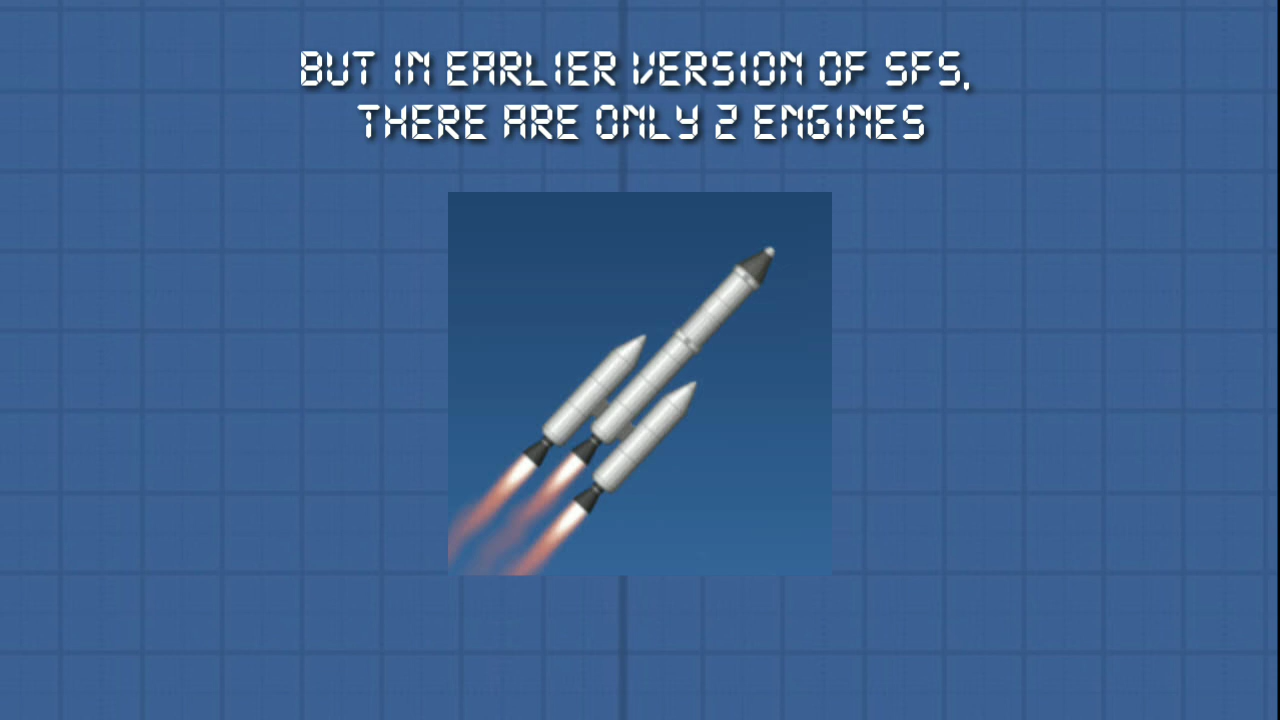 BUT IN EARLIER VERSION OF SFS,
THERE ARE ONLY 2 ENGINES